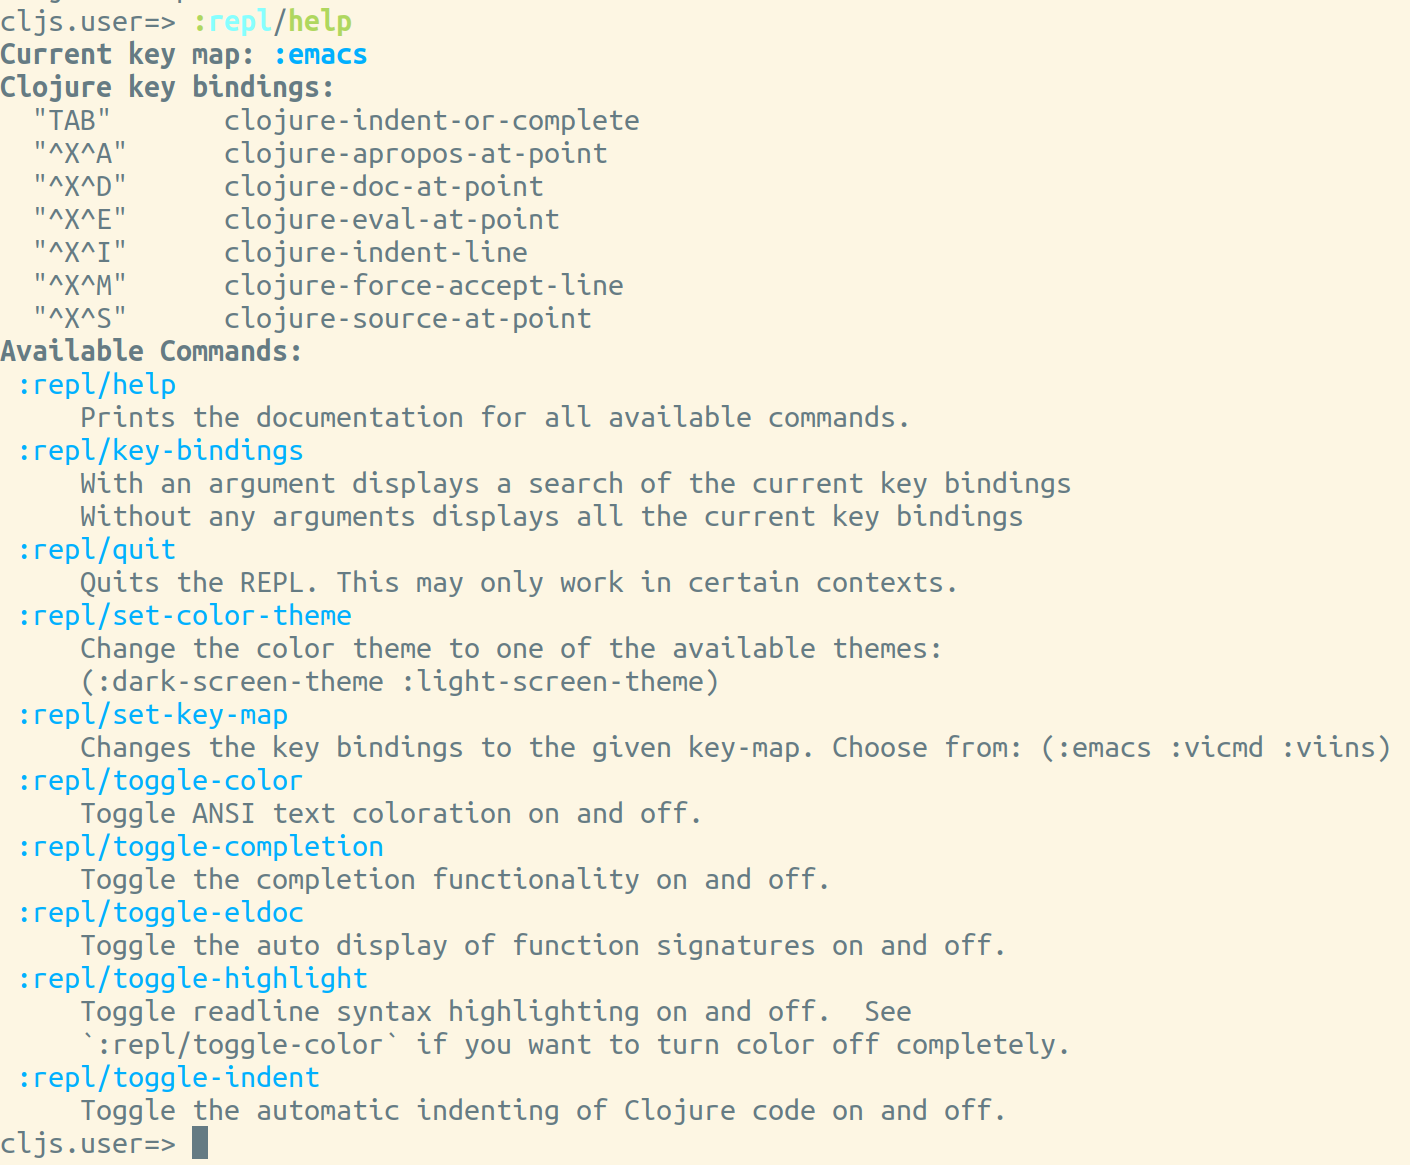 cljs.user=> :repl/help
Current key map: :emacs
Clojure key bindings:
  "TAB"       clojure-indent-or-complete
  "^X^A"      clojure-apropos-at-point
  "^X^D"      clojure-doc-at-point
  "^X^E"      clojure-eval-at-point
  "^X^I"      clojure-indent-line
  "^X^M"      clojure-force-accept-line
  "^X^S"      clojure-source-at-point
Available Commands:
 :repl/help
     Prints the documentation for all available commands.
 :repl/key-bindings
     With an argument displays a search of the current key bindings
     Without any arguments displays all the current key bindings
 :repl/quit
     Quits the REPL. This may only work in certain contexts.
 :repl/set-color-theme
     Change the color theme to one of the available themes:
     (:dark-screen-theme :light-screen-theme)
 :repl/set-key-map
     Changes the key bindings to the given key-map. Choose from: (:emacs :vicmd :viins)
 :repl/toggle-color
     Toggle ANSI text coloration on and off.
 :repl/toggle-completion
     Toggle the completion functionality on and off.
 :repl/toggle-eldoc
     Toggle the auto display of function signatures on and off.
 :repl/toggle-highlight
     Toggle readline syntax highlighting on and off.  See
     `:repl/toggle-color` if you want to turn color off completely.
 :repl/toggle-indent
     Toggle the automatic indenting of Clojure code on and off.
cljs.user=>